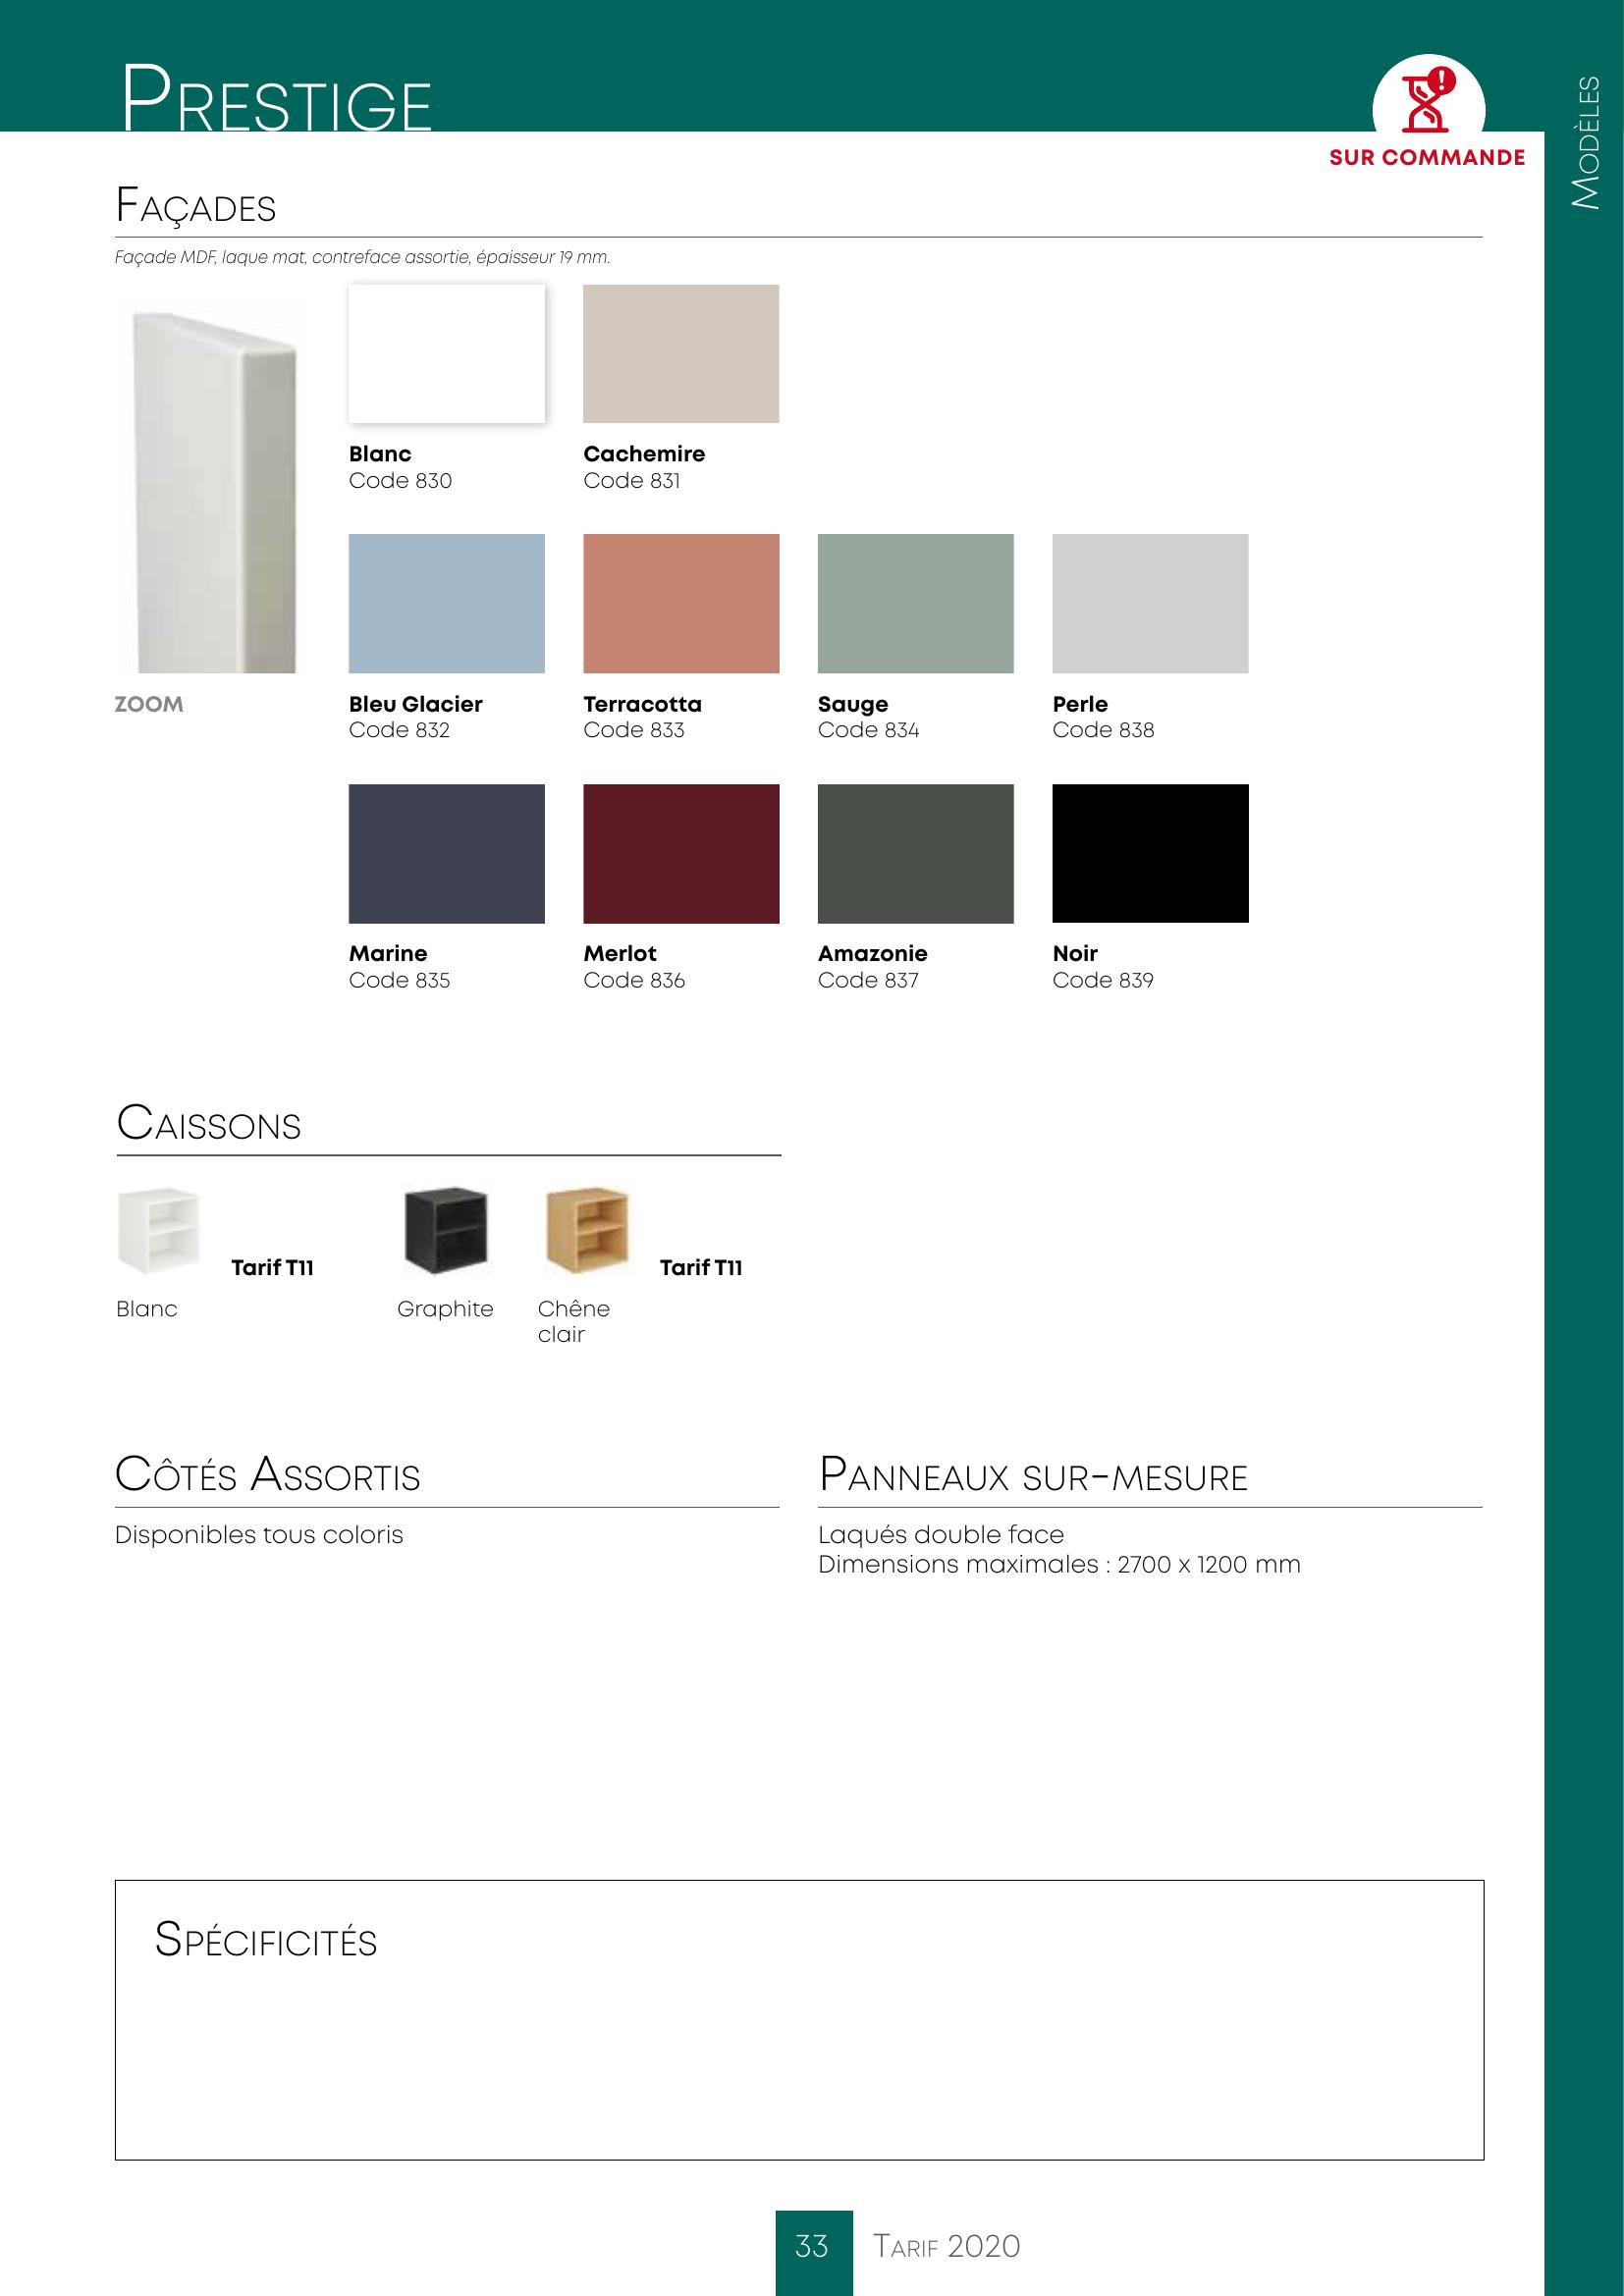 PRESTIGE
SUR COMMANDE
MODÈLES
FAÇADES
Façade MDF, laque mat, contreface assortie, épaisseur 19 mm.
Blanc
Code 830
Cachemire
Code 831
ZOOM
Bleu Glacier
Code 832
Terracotta
Code 833
Sauge
Code 834
Perle
Code 838
Marine
Code 835
Merlot
Code 836
Amazonie
Code 837
Noir
Code 839
CAISSONS
Tarif T11
Tarif T11
Blanc
Graphite
Chêne
clair
CÔTÉS ASSORTIS
Disponibles tous coloris
PANNEAUX SUR-MESURE
Laqués double face
Dimensions maximales : 2700 x 1200 mm
SPÉCIFICITÉS
33
TARIF 2020